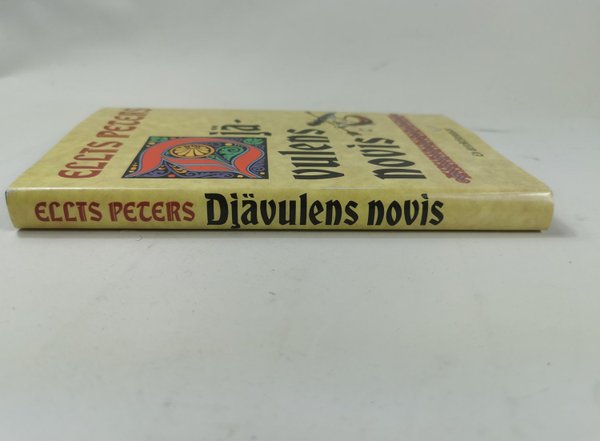 ELLIS PETERS
Djä-
vulens
novis
ELLIS PETERS Djävulens novis